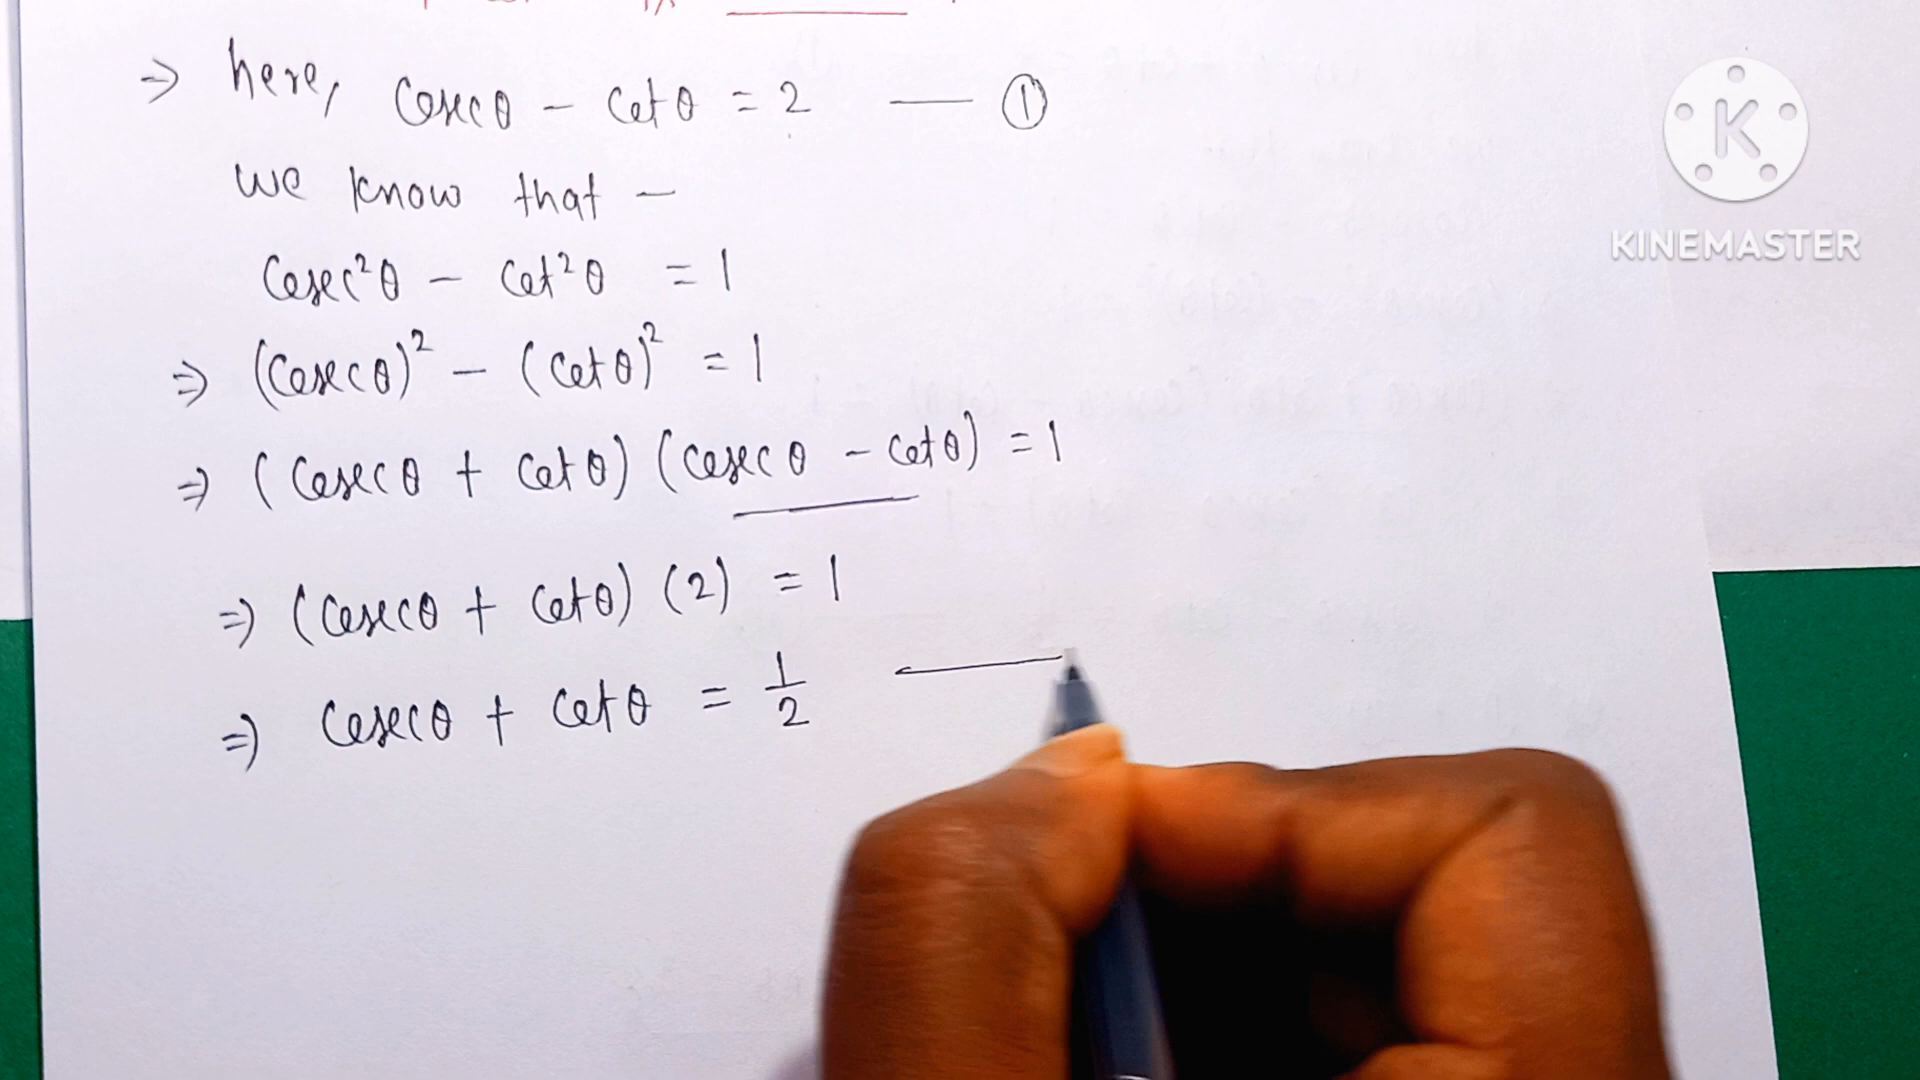 ⇒ here, Cosecθ - Cotθ = 2 — ①
we know that -
Cosec²θ - Cot²θ = 1
⇒ (Cosecθ)² - (Cotθ)² = 1
⇒ (Cosecθ + Cotθ) (Cosecθ - Cotθ) = 1
⇒ (Cosecθ + Cotθ) (2) = 1
⇒ Cosecθ + Cotθ = 1/2 —
K
KINEMASTER